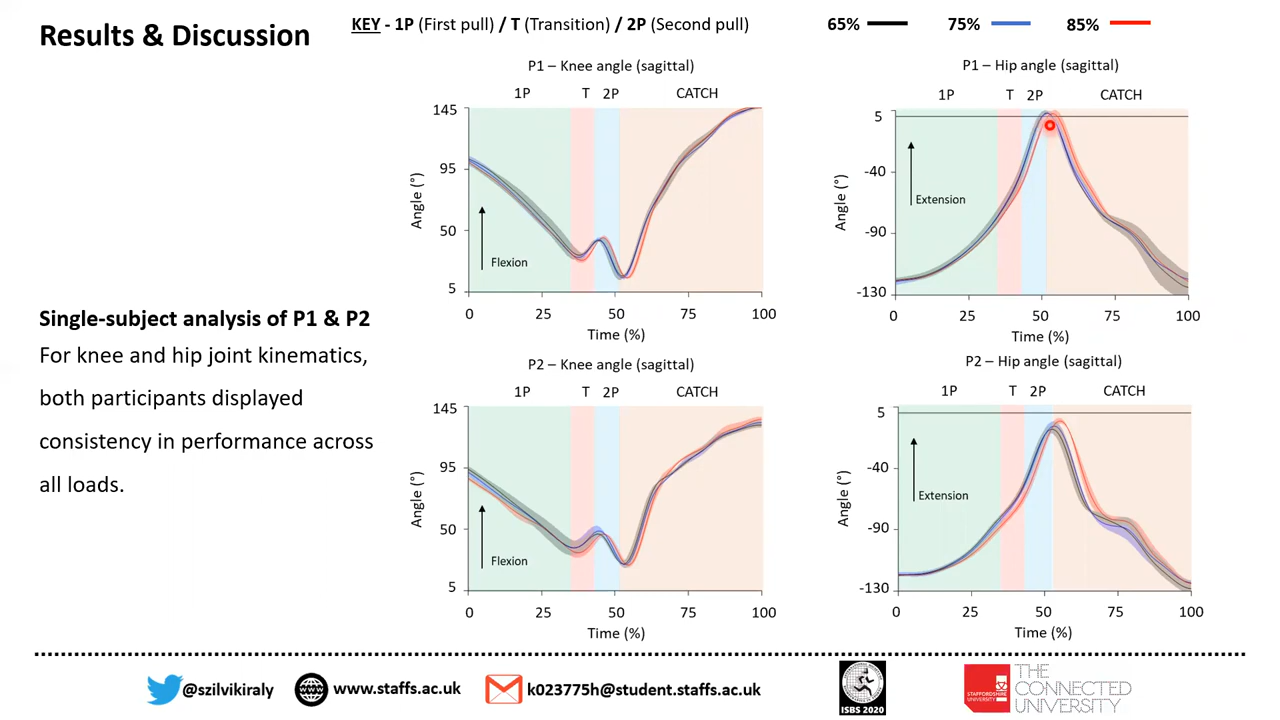 Results & Discussion
KEY - 1P (First pull) / T (Transition) / 2P (Second pull)
65%
75%
85%
P1 – Knee angle (sagittal)
1P T 2P CATCH
145
95
50
5
Angle (°)
Flexion
0 25 50 75 100
Time (%)
P1 – Hip angle (sagittal)
1P T 2P CATCH
5
-40
-90
-130
Angle (°)
Extension
0 25 50 75 100
Time (%)
Single-subject analysis of P1 & P2
For knee and hip joint kinematics,
both participants displayed
consistency in performance across
all loads.
P2 – Knee angle (sagittal)
1P T 2P CATCH
145
95
50
5
Angle (°)
Flexion
0 25 50 75 100
Time (%)
P2 – Hip angle (sagittal)
1P T 2P CATCH
5
-40
-90
-130
Angle (°)
Extension
0 25 50 75 100
Time (%)
@szilvikiraly
www
www.staffs.ac.uk
k023775h@student.staffs.ac.uk
ISBS 2020
STAFFORDSHIRE
UNIVERSITY
THE
CONNECTED
UNIVERSITY